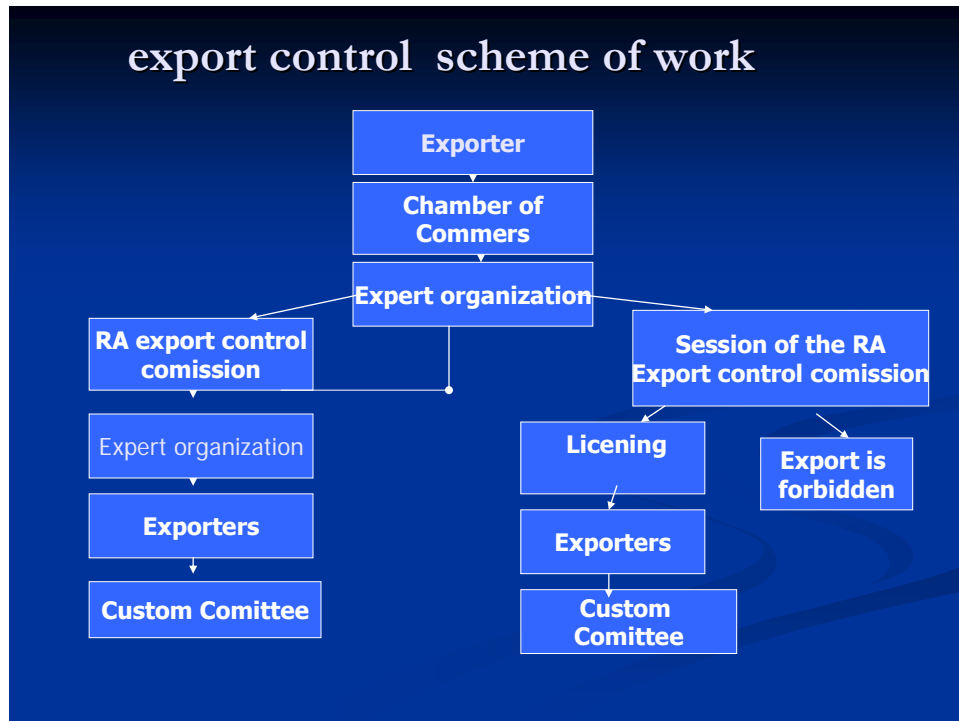 export control scheme of work
Exporter
Chamber of
Commers
Expert organization
RA export control
comission
Expert organization
Exporters
Custom Comittee
Session of the RA
Export control comission
Licening
Export is
forbidden
Exporters
Custom
Comittee